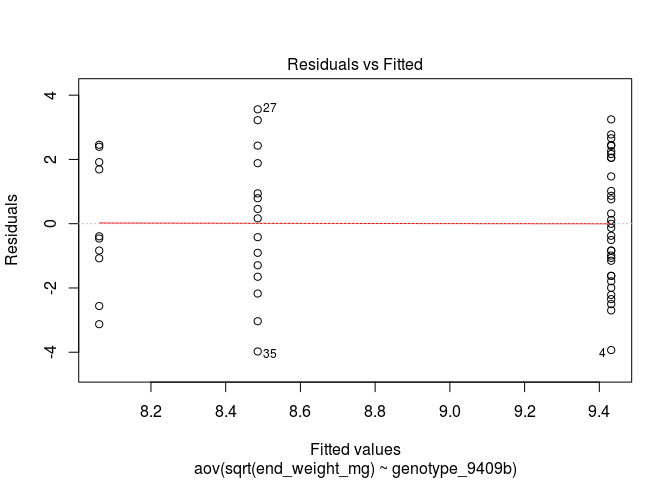 Residuals vs Fitted
Residuals
4
2
0
-2
-4
27
35
4
8.2 8.4 8.6 8.8 9.0 9.2 9.4
Fitted values
aov(sqrt(end_weight_mg) ~ genotype_9409b)